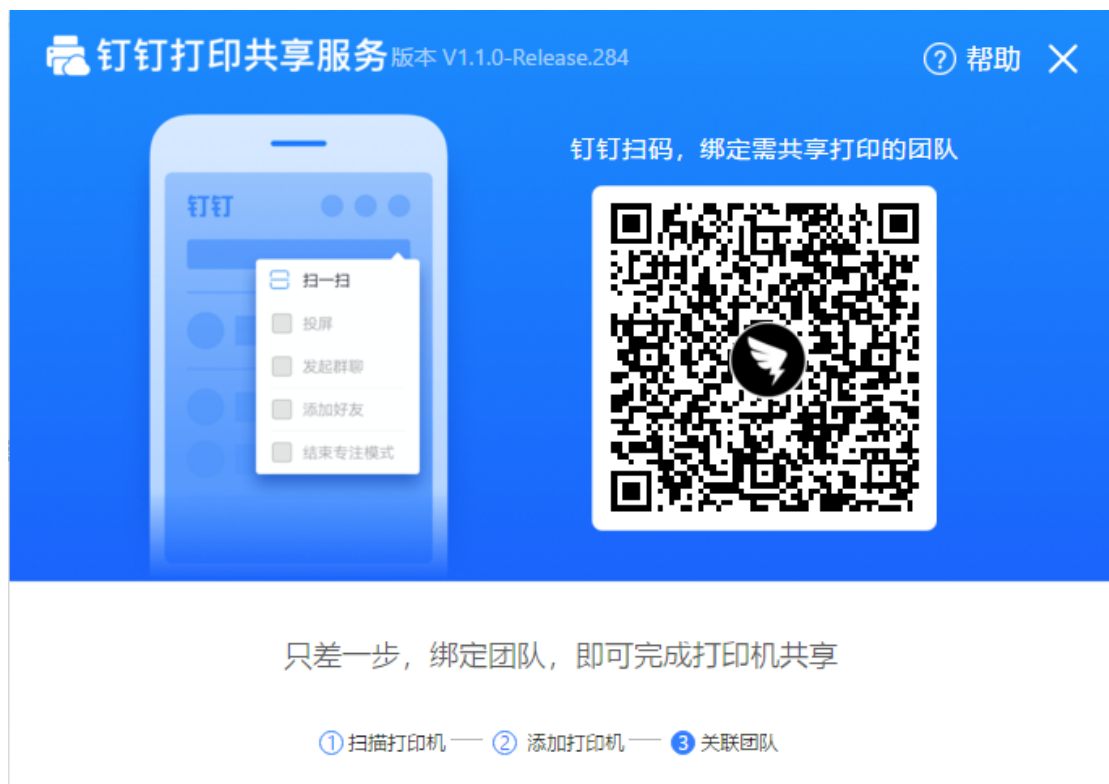 钉钉打印共享服务 版本 V1.1.0-Release.284
? 帮助
钉钉扫码，绑定需共享打印的团队
钉钉
扫一扫
投屏
发起群聊
添加好友
结束专注模式
只差一步，绑定团队，即可完成打印机共享
1 扫描打印机 2 添加打印机 3 关联团队